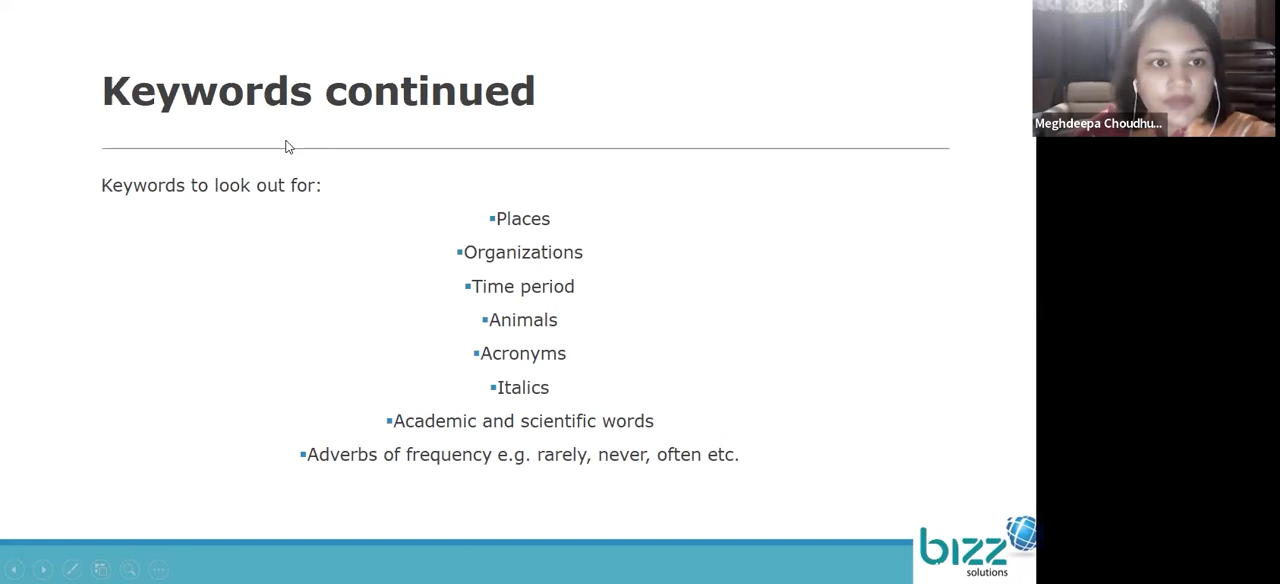 Keywords continued
Meghdeepa Choudhu...
Keywords to look out for:
▪Places
▪Organizations
▪Time period
▪Animals
▪Acronyms
▪Italics
▪Academic and scientific words
▪Adverbs of frequency e.g. rarely, never, often etc.
bizz
solutions